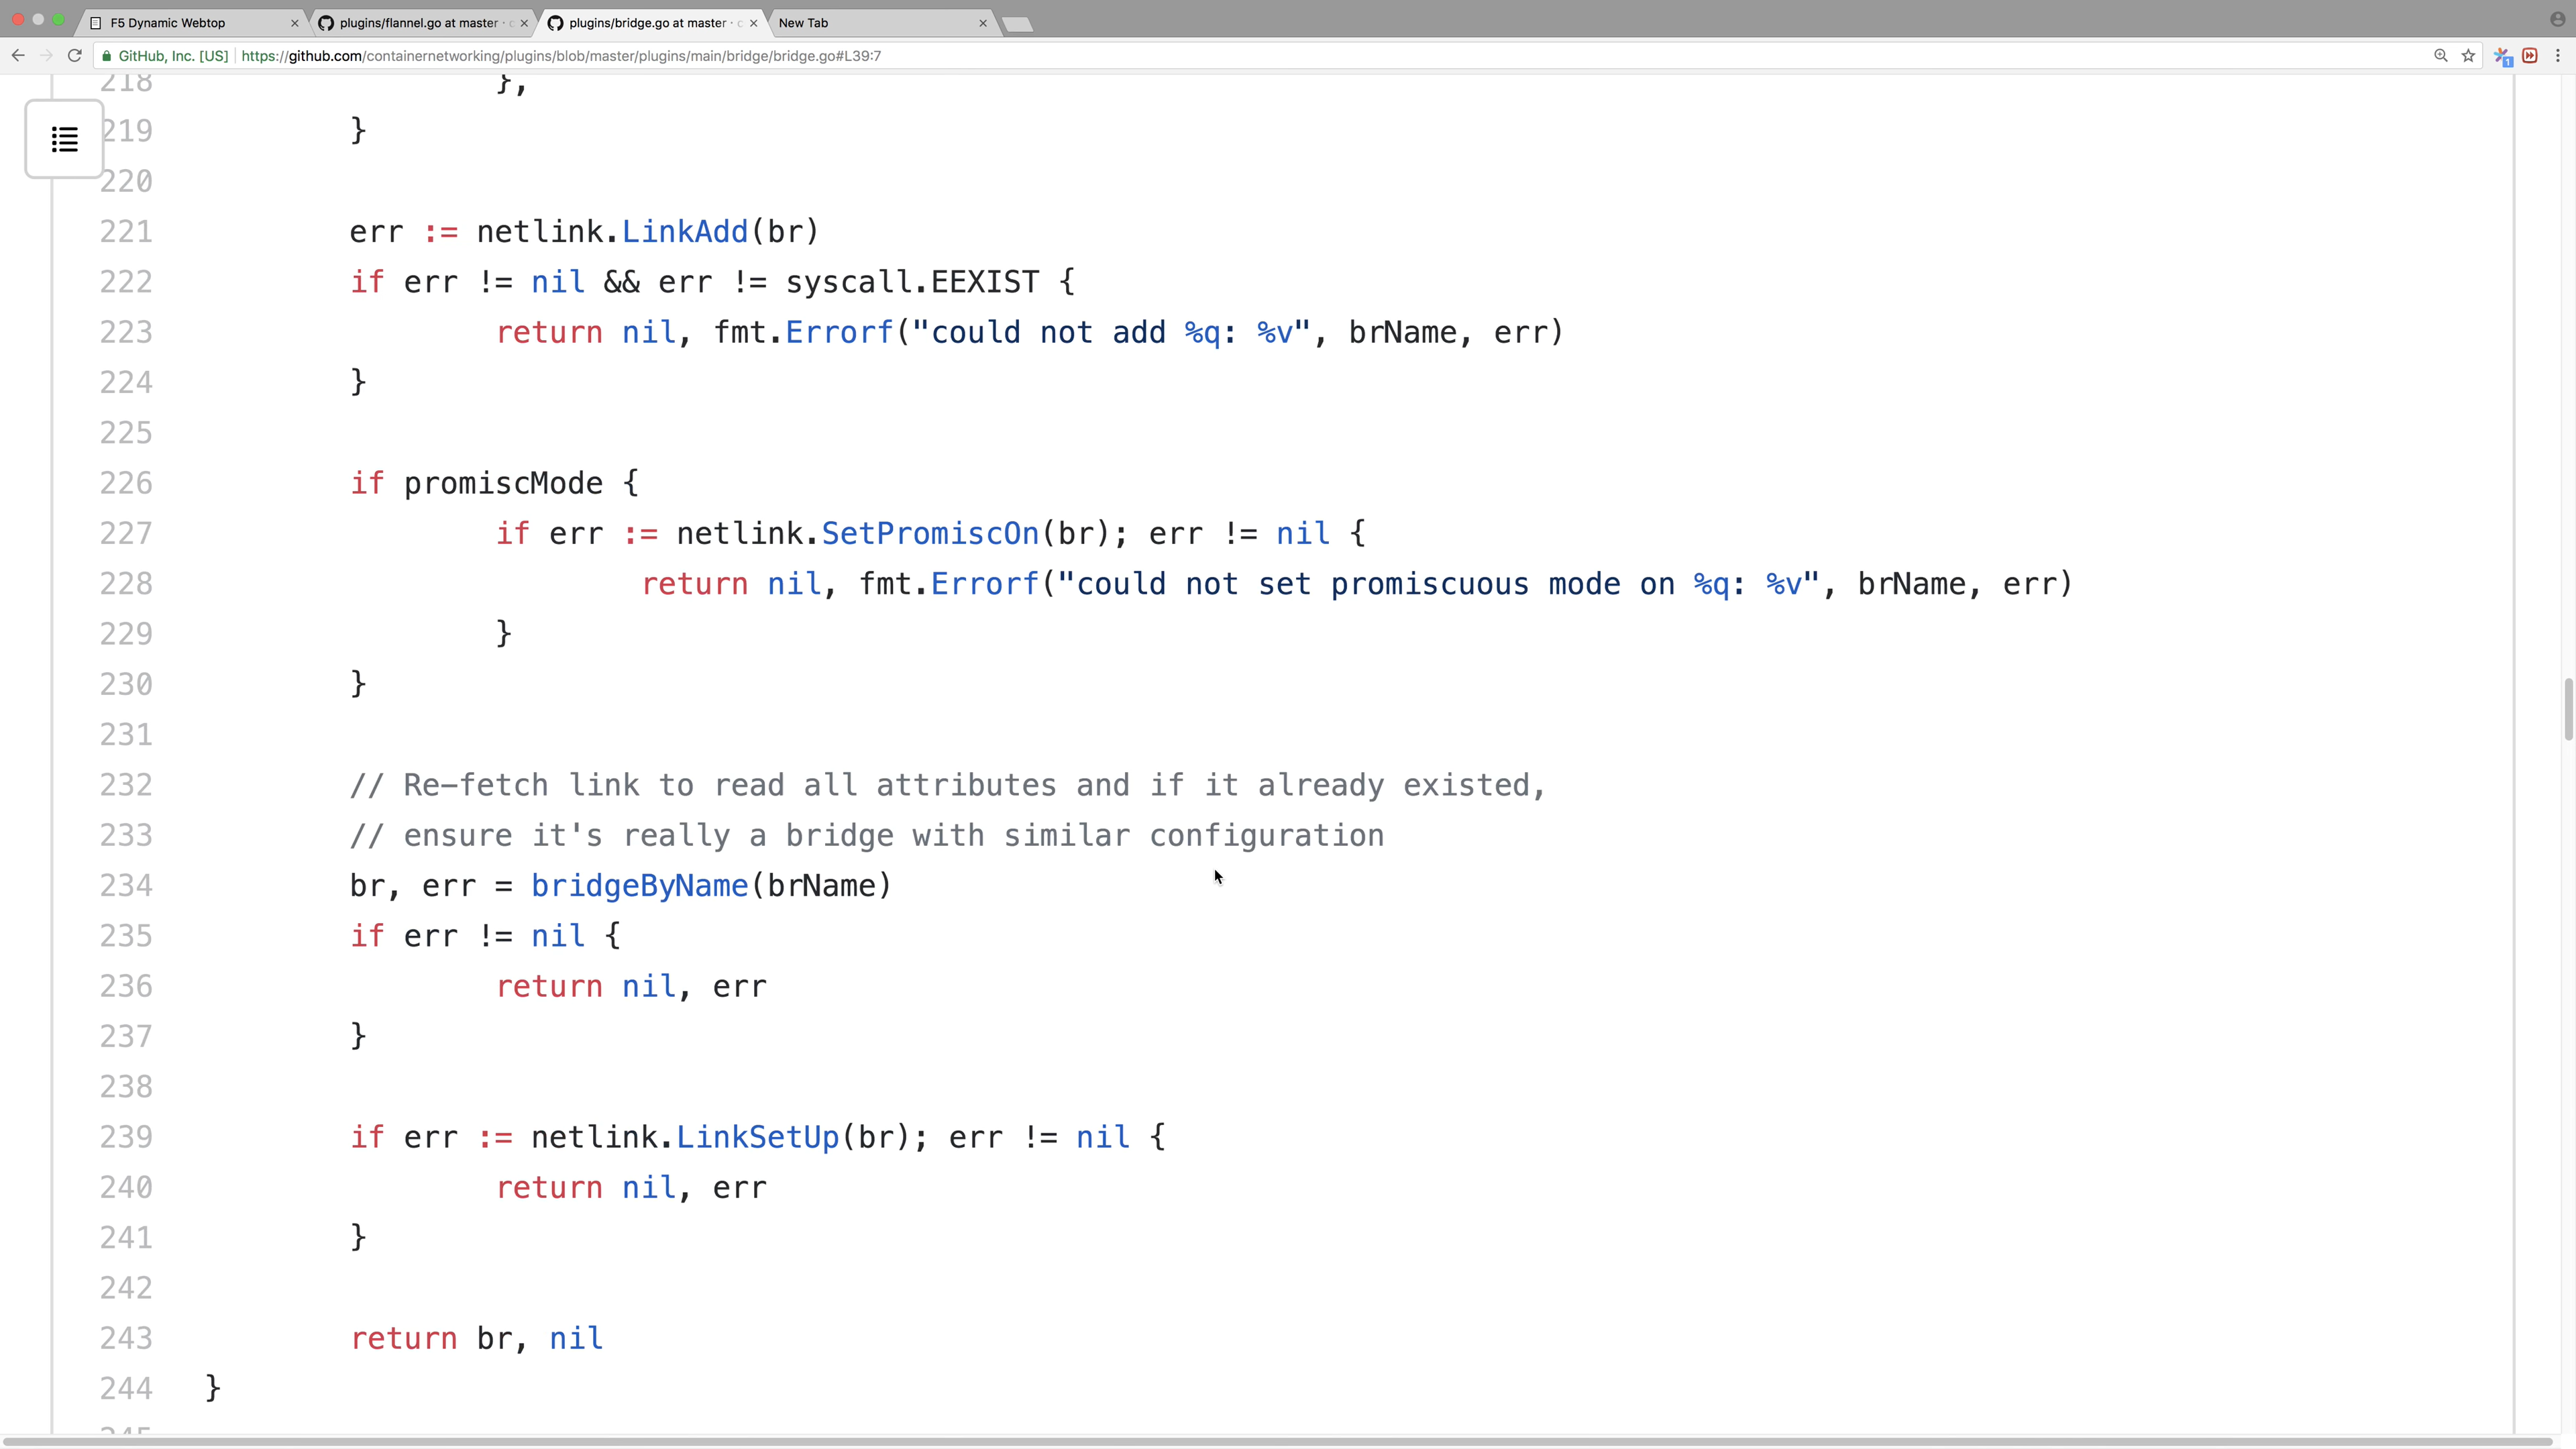 F5 Dynamic Webtop
plugins/flannel.go at master · c
plugins/bridge.go at master · c
New Tab
GitHub, Inc. [US] https://github.com/containernetworking/plugins/blob/master/plugins/main/bridge/bridge.go#L39:7
1
218 },
219 }
220
221 err := netlink.LinkAdd(br)
222 if err != nil && err != syscall.EEXIST {
223 return nil, fmt.Errorf("could not add %q: %v", brName, err)
224 }
225
226 if promiscMode {
227 if err := netlink.SetPromiscOn(br); err != nil {
228 return nil, fmt.Errorf("could not set promiscuous mode on %q: %v", brName, err)
229 }
230 }
231
232 // Re-fetch link to read all attributes and if it already existed,
233 // ensure it's really a bridge with similar configuration
234 br, err = bridgeByName(brName)
235 if err != nil {
236 return nil, err
237 }
238
239 if err := netlink.LinkSetUp(br); err != nil {
240 return nil, err
241 }
242
243 return br, nil
244 }
245